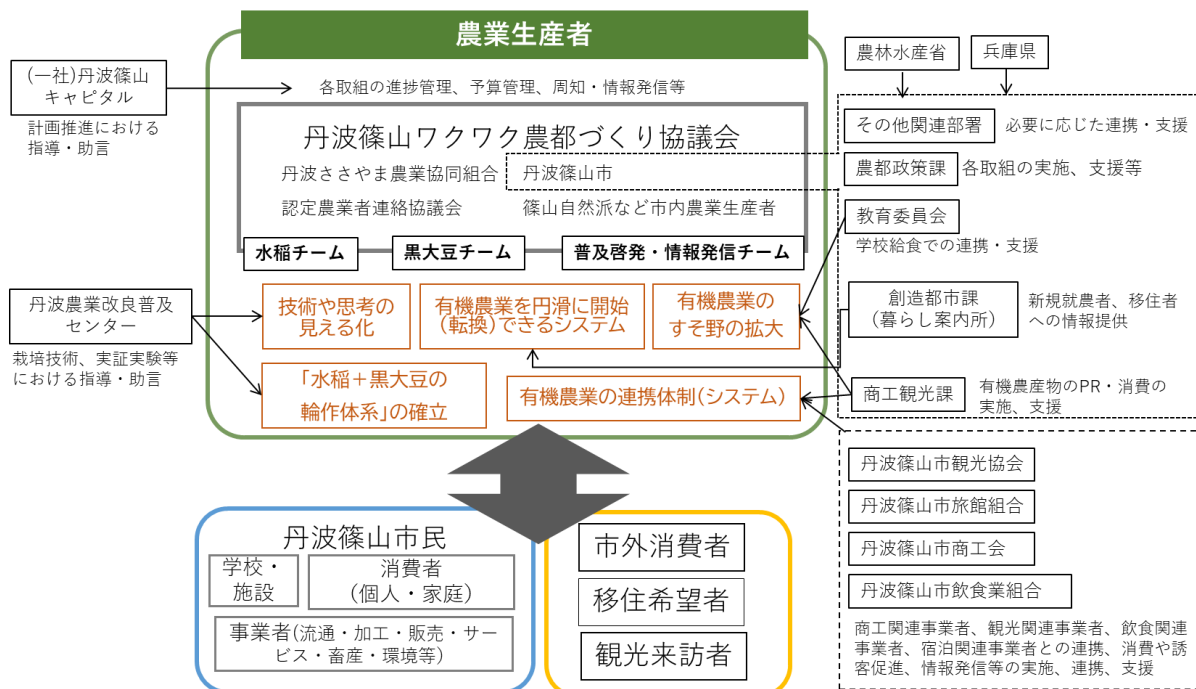 農業生産者
(一社)丹波篠山
キャピタル
計画推進における
指導・助言
各取組の進捗管理、予算管理、周知・情報発信等
丹波篠山ワクワク農都づくり協議会
丹波ささやま農業協同組合
丹波篠山市
認定農業者連絡協議会
篠山自然派など市内農業生産者
水稲チーム
黒大豆チーム
普及啓発・情報発信チーム
丹波農業改良普及
センター
栽培技術、実証実験等
における指導・助言
技術や思考の
見える化
有機農業を円滑に開始
(転換)できるシステム
有機農業の
すそ野の拡大
「水稲＋黒大豆の
輪作体系」の確立
有機農業の連携体制(システム)
農林水産省
兵庫県
その他関連部署
必要に応じた連携・支援
農都政策課
各取組の実施、支援等
教育委員会
学校給食での連携・支援
創造都市課
(暮らし案内所)
新規就農者、移住者
への情報提供
商工観光課
有機農産物のPR・消費の
実施、支援
丹波篠山市観光協会
丹波篠山市旅館組合
丹波篠山市商工会
丹波篠山市飲食業組合
商工関連事業者、観光関連事業者、飲食関連
事業者、宿泊関連事業者との連携、消費や誘
客促進、情報発信等の実施、連携、支援
丹波篠山市民
学校・
施設
消費者
(個人・家庭)
事業者(流通・加工・販売・サー
ビス・畜産・環境等)
市外消費者
移住希望者
観光来訪者